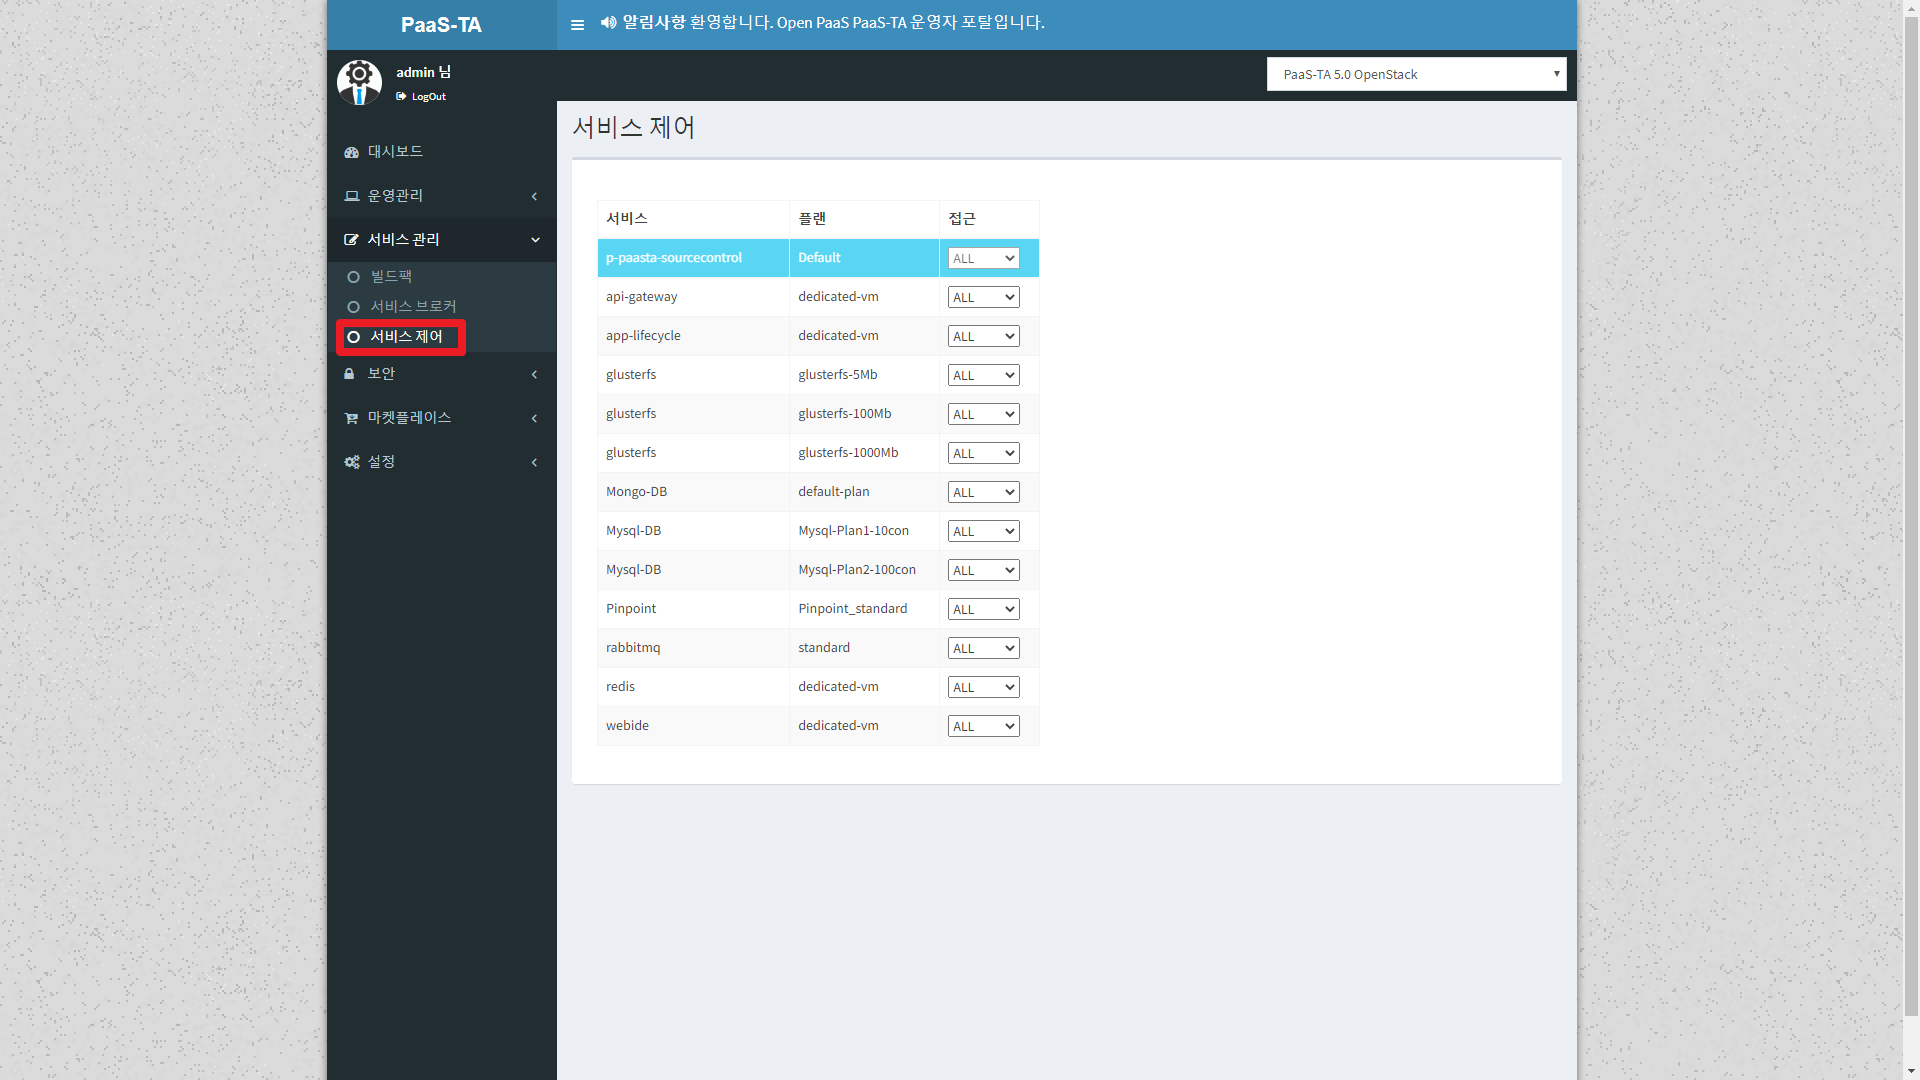 PaaS-TA
알림사항 환영합니다. Open PaaS PaaS-TA 운영자 포탈입니다.
admin 님
LogOut
PaaS-TA 5.0 OpenStack
대시보드
운영관리
서비스 관리
빌드팩
서비스 브로커
서비스 제어
보안
마켓플레이스
설정
서비스 제어
서비스 플랜 접근
p-paasta-sourcecontrol Default ALL
api-gateway dedicated-vm ALL
app-lifecycle dedicated-vm ALL
glusterfs glusterfs-5Mb ALL
glusterfs glusterfs-100Mb ALL
glusterfs glusterfs-1000Mb ALL
Mongo-DB default-plan ALL
Mysql-DB Mysql-Plan1-10con ALL
Mysql-DB Mysql-Plan2-100con ALL
Pinpoint Pinpoint_standard ALL
rabbitmq standard ALL
redis dedicated-vm ALL
webide dedicated-vm ALL